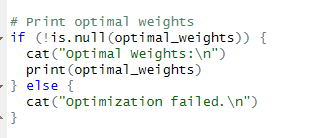 # Print optimal weights
if (!is.null(optimal_weights)) {
  cat("Optimal Weights:\n")
  print(optimal_weights)
} else {
  cat("Optimization failed.\n")
}